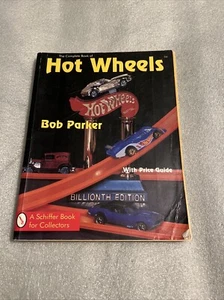 The Complete Book of
Hot Wheels
HOT WHEELS
Bob Parker
With Price Guide
BILLIONTH EDITION
S
A Schiffer Book
for Collectors